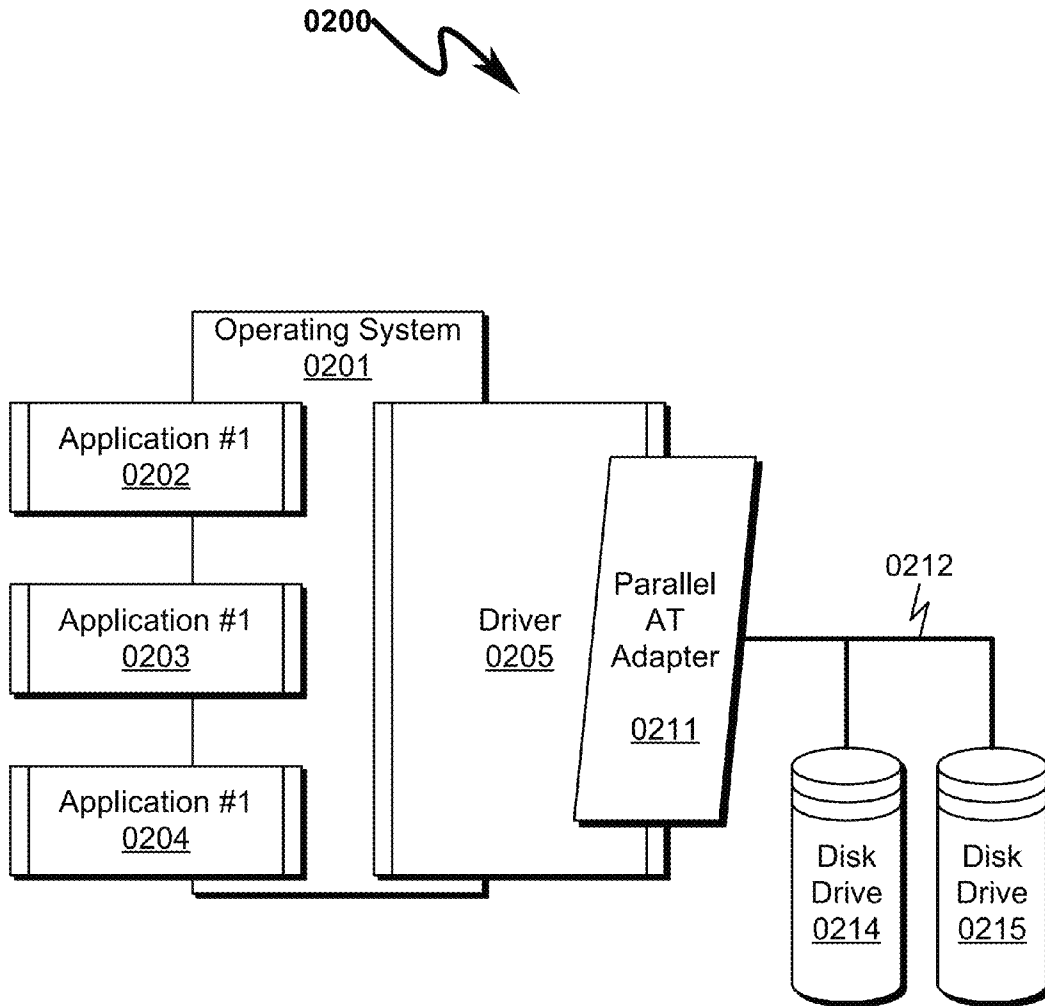 0200
Operating System
0201
Application #1
0202
Application #1
0203
Application #1
0204
Driver
0205
Parallel
AT
Adapter
0211
0212
Disk
Drive
0214
Disk
Drive
0215